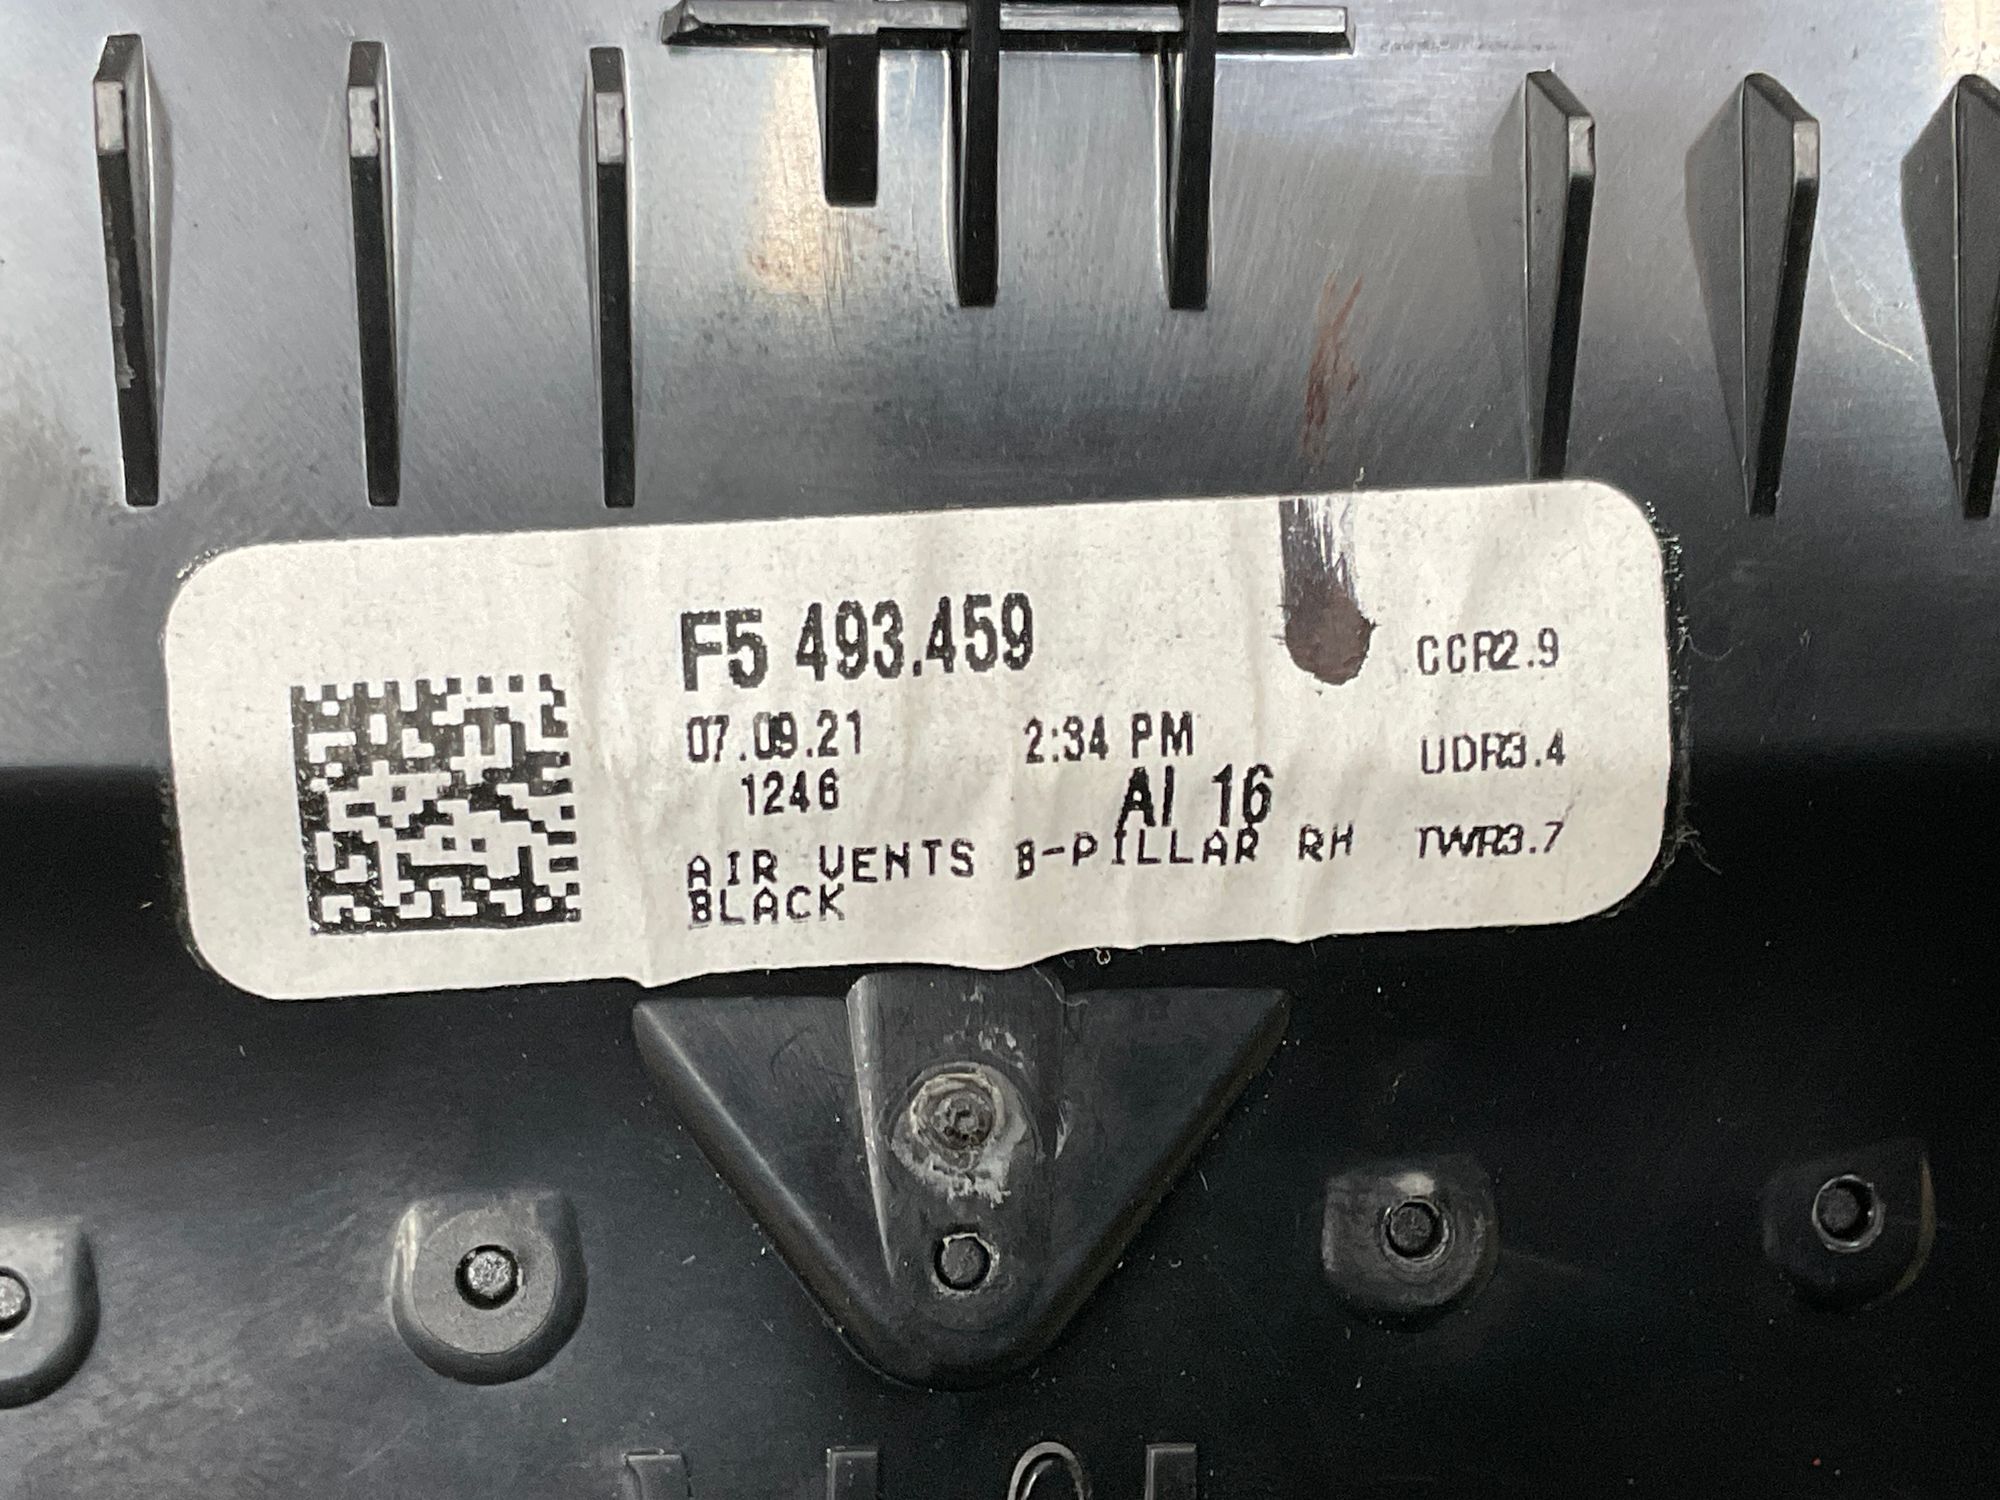 F5 493.459
CCR2.9
07.09.21 2:34 PM
UDR3.4
1246 AI 16
AIR VENTS B-PILLAR RH
TWR3.7
BLACK